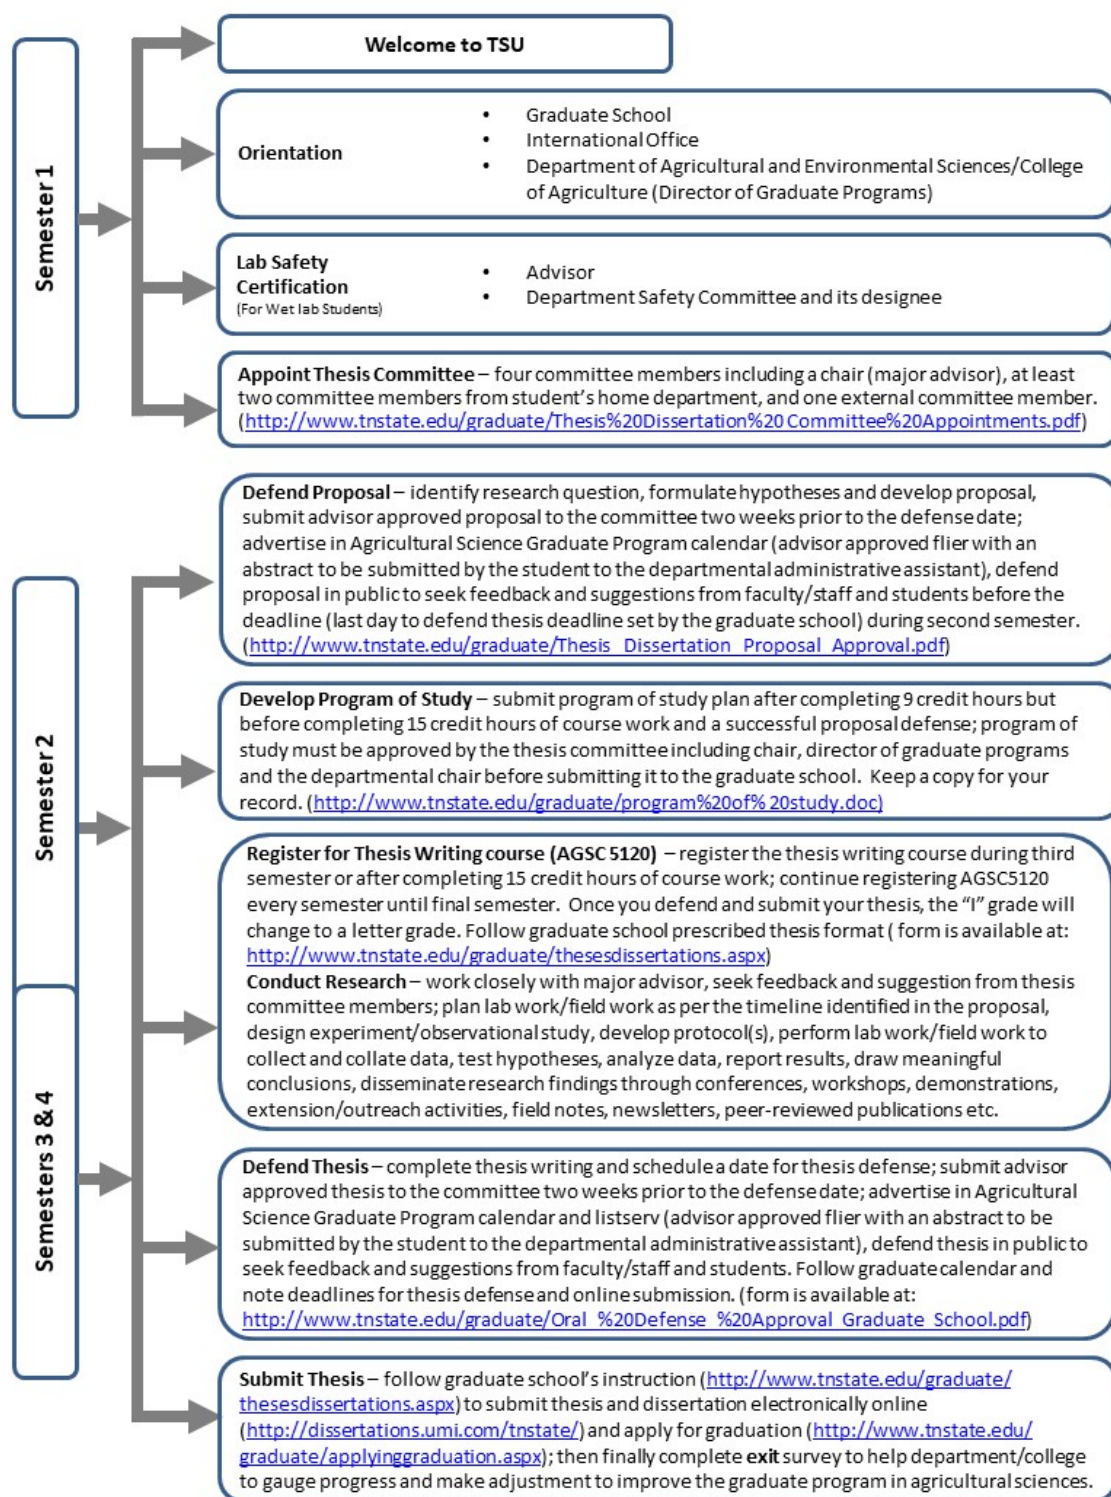 Semester 1
Welcome to TSU
Orientation
• Graduate School
• International Office
• Department of Agricultural and Environmental Sciences/College
of Agriculture (Director of Graduate Programs)
Lab Safety
Certification
(For Wet lab Students)
• Advisor
• Department Safety Committee and its designee
Appoint Thesis Committee – four committee members including a chair (major advisor), at least
two committee members from student's home department, and one external committee member.
(http://www.tnstate.edu/graduate/Thesis%20Dissertation%20 Committee%20Appointments.pdf)
Semester 2
Defend Proposal – identify research question, formulate hypotheses and develop proposal,
submit advisor approved proposal to the committee two weeks prior to the defense date;
advertise in Agricultural Science Graduate Program calendar (advisor approved flier with an
abstract to be submitted by the student to the departmental administrative assistant), defend
proposal in public to seek feedback and suggestions from faculty/staff and students before the
deadline (last day to defend thesis deadline set by the graduate school) during second semester.
(http://www.tnstate.edu/graduate/Thesis_Dissertation_Proposal_Approval.pdf)
Develop Program of Study – submit program of study plan after completing 9 credit hours but
before completing 15 credit hours of course work and a successful proposal defense; program of
study must be approved by the thesis committee including chair, director of graduate programs
and the departmental chair before submitting it to the graduate school. Keep a copy for your
record. (http://www.tnstate.edu/graduate/program%20of% 20study.doc)
Register for Thesis Writing course (AGSC 5120) – register the thesis writing course during third
semester or after completing 15 credit hours of course work; continue registering AGSC5120
every semester until final semester. Once you defend and submit your thesis, the "I" grade will
change to a letter grade. Follow graduate school prescribed thesis format ( form is available at:
http://www.tnstate.edu/graduate/thesesdissertations.aspx)
Conduct Research – work closely with major advisor, seek feedback and suggestion from thesis
committee members; plan lab work/field work as per the timeline identified in the proposal,
design experiment/observational study, develop protocol(s), perform lab work/field work to
collect and collate data, test hypotheses, analyze data, report results, draw meaningful
conclusions, disseminate research findings through conferences, workshops, demonstrations,
extension/outreach activities, field notes, newsletters, peer-reviewed publications etc.
Semesters 3 & 4
Defend Thesis – complete thesis writing and schedule a date for thesis defense; submit advisor
approved thesis to the committee two weeks prior to the defense date; advertise in Agricultural
Science Graduate Program calendar and listserv (advisor approved flier with an abstract to be
submitted by the student to the departmental administrative assistant), defend thesis in public to
seek feedback and suggestions from faculty/staff and students. Follow graduate calendar and
note deadlines for thesis defense and online submission. (form is available at:
http://www.tnstate.edu/graduate/Oral_%20Defense_%20Approval_Graduate_School.pdf)
Submit Thesis – follow graduate school's instruction (http://www.tnstate.edu/graduate/
thesesdissertations.aspx) to submit thesis and dissertation electronically online
(http://dissertations.umi.com/tnstate/) and apply for graduation (http://www.tnstate.edu/
graduate/applyinggraduation.aspx); then finally complete exit survey to help department/college
to gauge progress and make adjustment to improve the graduate program in agricultural sciences.